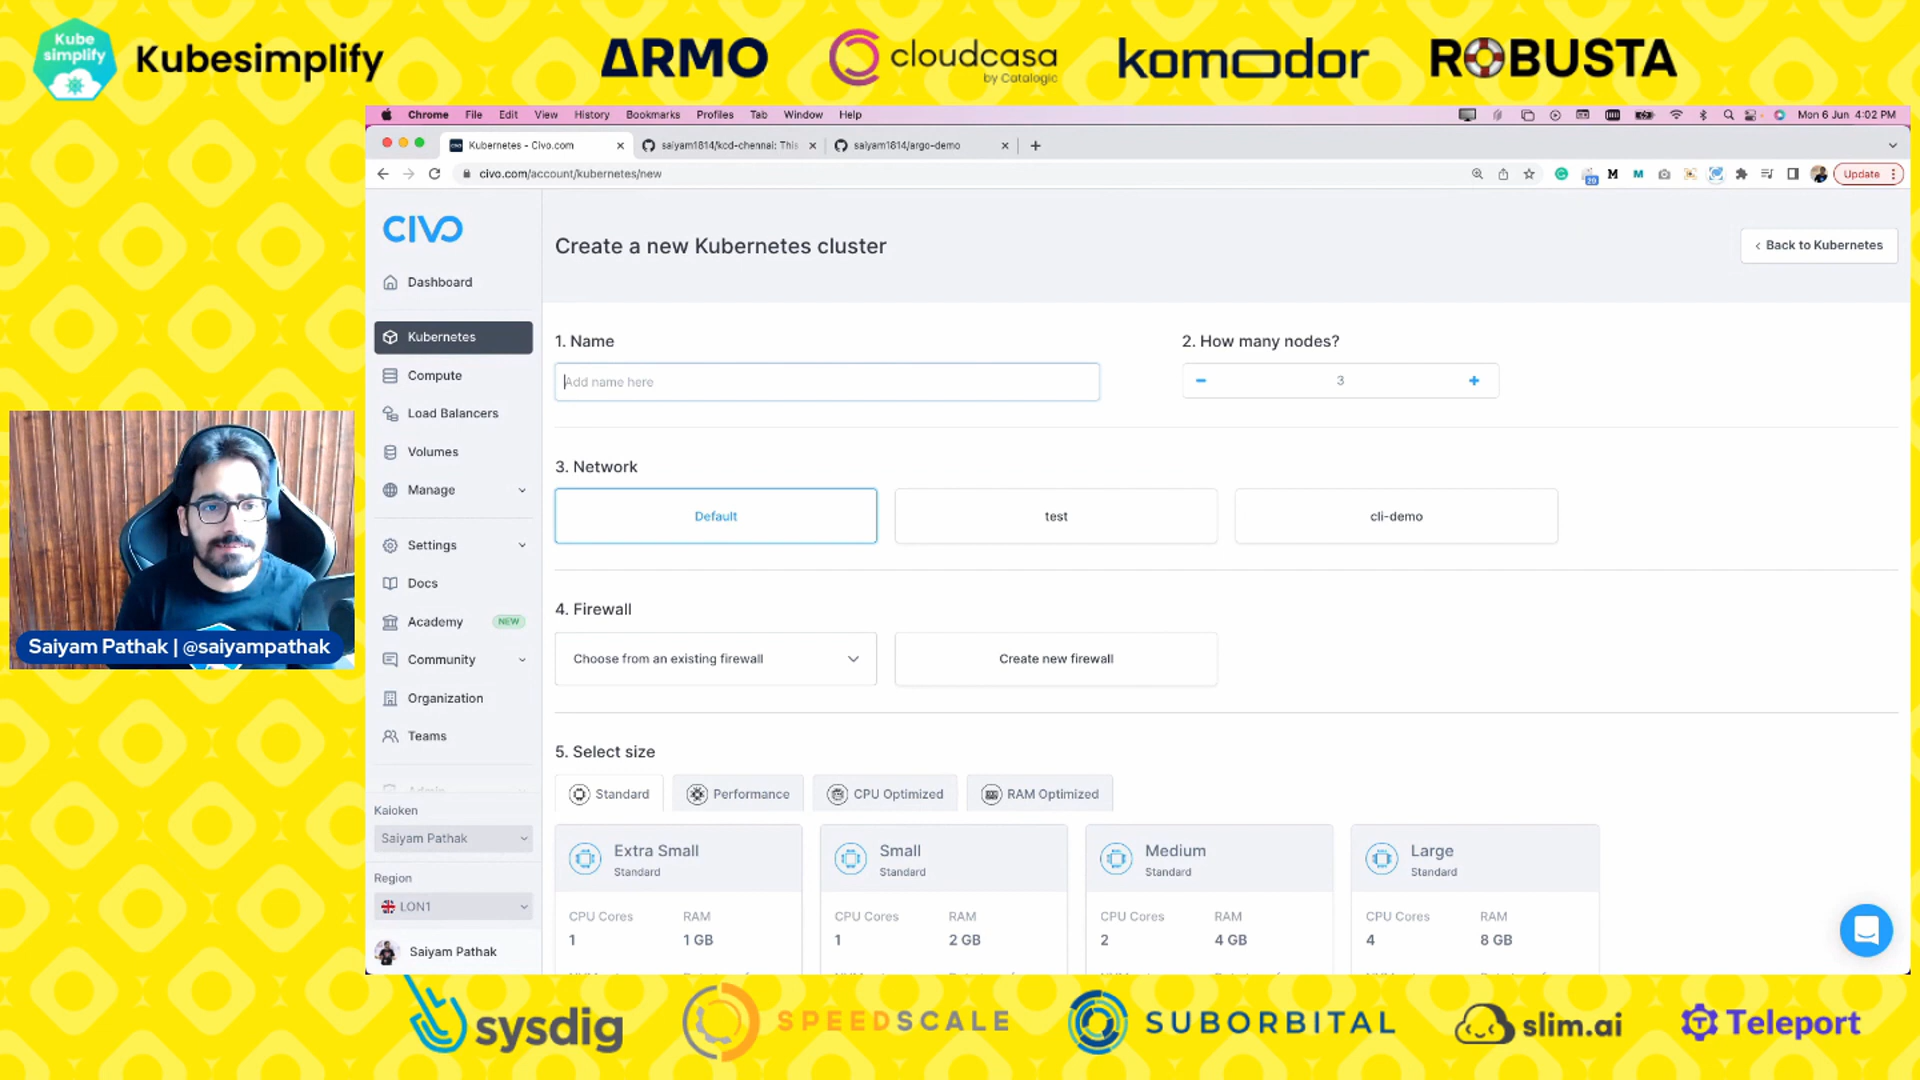 Kube
simplify
Kubesimplify
ARMO
cloudcasa
by Catalogic
komodor
ROBUSTA
Chrome File Edit View History Bookmarks Profiles Tab Window Help
Mon 6 Jun 4:02 PM
Kubernetes - Civo.com
saiyam1814/kcd-chennai: This
saiyam1814/argo-demo
civo.com/account/kubernetes/new
Update
CIVO
Dashboard
Kubernetes
Compute
Load Balancers
Volumes
Manage
Settings
Docs
Academy NEW
Community
Organization
Teams
Kaioken
Saiyam Pathak
Region
LON1
Saiyam Pathak
Create a new Kubernetes cluster
Back to Kubernetes
1. Name
Add name here
2. How many nodes?
3
3. Network
Default
test
cli-demo
4. Firewall
Choose from an existing firewall
Create new firewall
5. Select size
Standard
Performance
CPU Optimized
RAM Optimized
Extra Small
Standard
CPU Cores RAM
1 1 GB
Small
Standard
CPU Cores RAM
1 2 GB
Medium
Standard
CPU Cores RAM
2 4 GB
Large
Standard
CPU Cores RAM
4 8 GB
Saiyam Pathak | @saiyampathak
sysdig
SPEEDSCALE
SUBORBITAL
slim.ai
Teleport